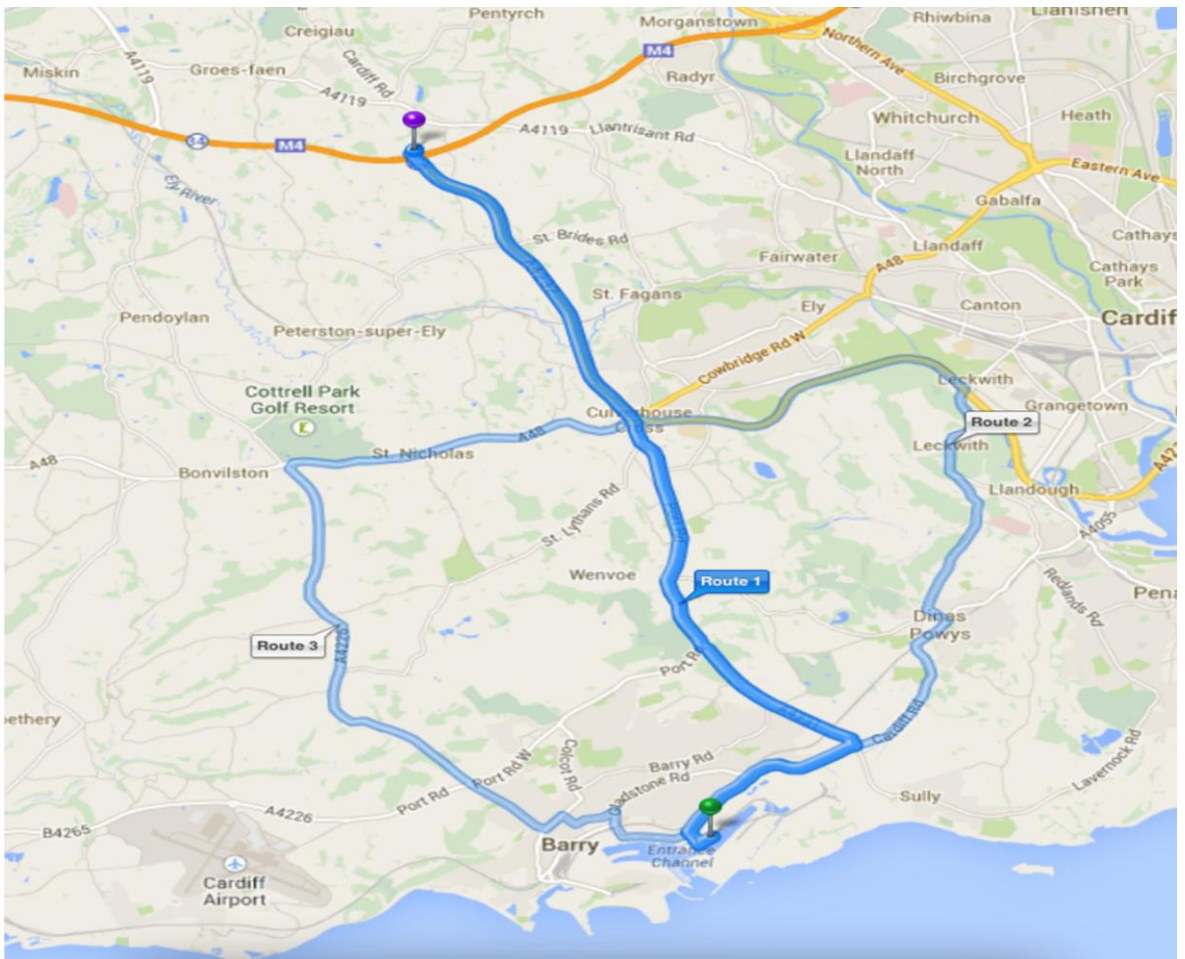 Pentyrch
Morganstown
Rhiwbina
Llanishen
Creigiau
Northern Ave
Miskin
A4119
Groes-faen
Cardiff Rd
M4
Radyr
Birchgrove
A4119
Whitchurch
Heath
34
M4
A4119
Llantrisant Rd
Llandaff
North
Eastern Ave
Ely River
Gabalfa
St. Brides Rd
Llandaff
Cathays
Fairwater
A48
Cathays
Park
St. Fagans
Ely
Canton
Pendoylan
Peterston-super-Ely
Cardiff
Cowbridge Rd W
Leckwith
Cottrell Park
Golf Resort
Culverhouse
Cross
Grangetown
Route 2
A48
St. Nicholas
Leckwith
A48
Bonvilston
Llandough
St. Lythans Rd
A4055
Wenvoe
Route 1
Redlands Rd
Pena
Dinas
Powys
Route 3
A4226
Port Rd
oethery
Cardiff Rd
Lavernock Rd
Colcot Rd
Barry Rd
Port Rd W
Gladstone Rd
Port Rd
Sully
A4226
B4265
Barry
Entrance
Channel
Cardiff
Airport